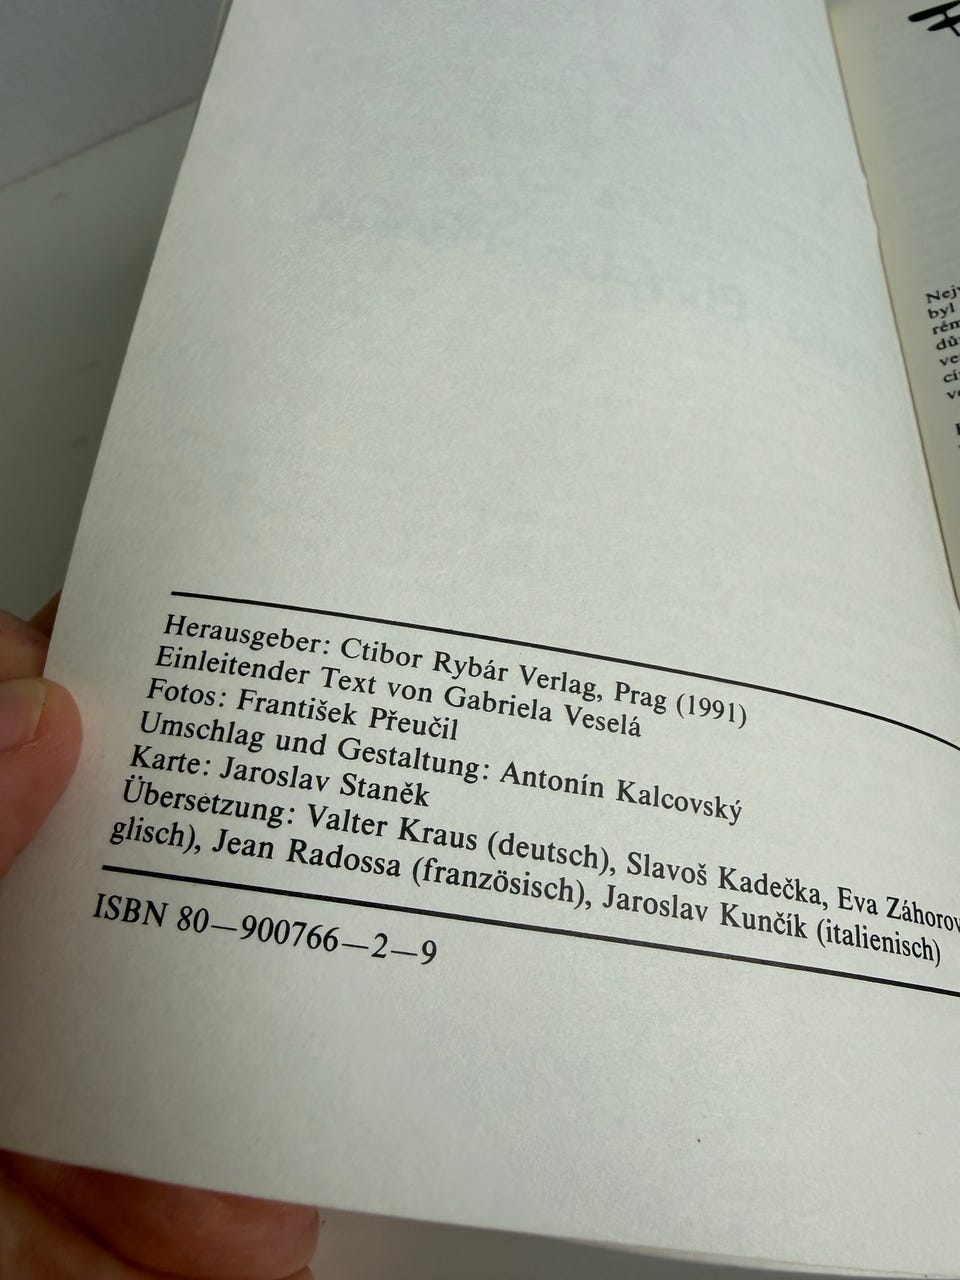 Herausgeber: Ctibor Rybár Verlag, Prag (1991)
Einleitender Text von Gabriela Veselá
Fotos: František Přeučil
Umschlag und Gestaltung: Antonín Kalcovský
Karte: Jaroslav Staněk
Übersetzung: Valter Kraus (deutsch), Slavoš Kadečka, Eva
glisch), Jean Radossa (französisch), Jaroslav Kunčík (italienisch)
ISBN 80—900766—2—9
byl